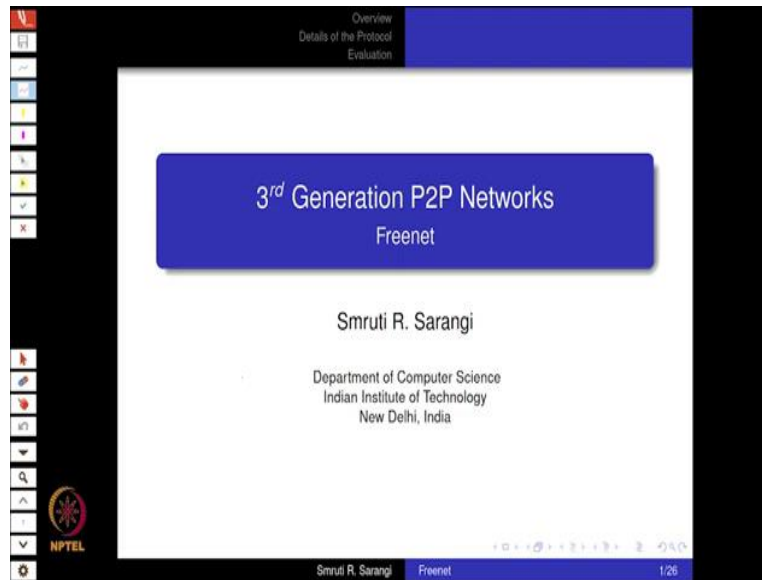 Overview
Details of the Protocol
Evaluation
3rd Generation P2P Networks
Freenet
Smruti R. Sarangi
Department of Computer Science
Indian Institute of Technology
New Delhi, India
NPTEL
Smruti R. Sarangi Freenet 1/26